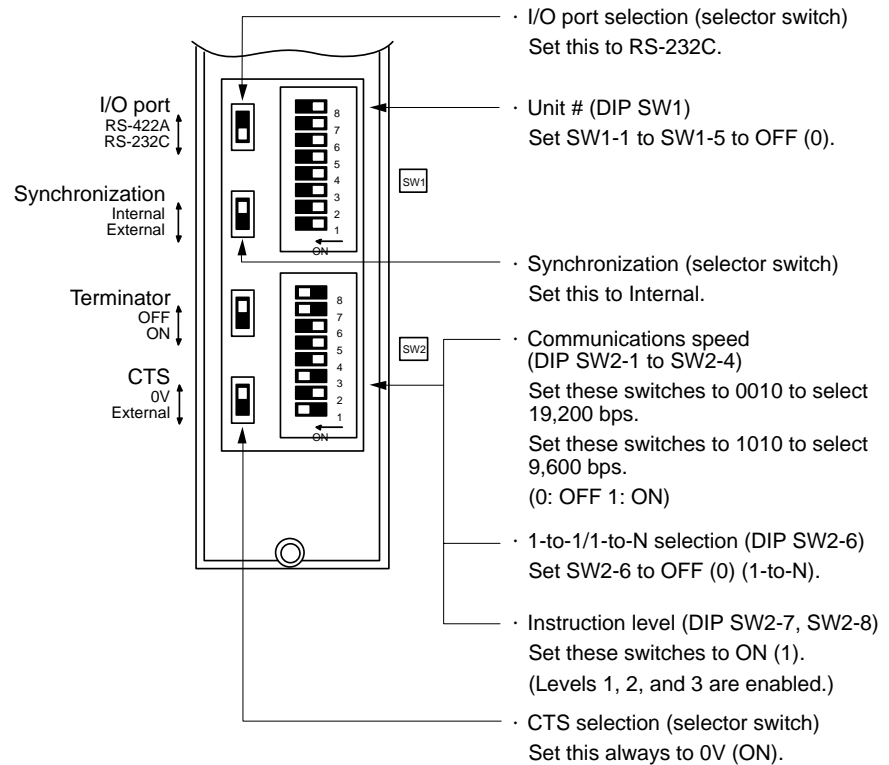 · I/O port selection (selector switch)
Set this to RS-232C.
I/O port
RS-422A
RS-232C
8
7
6
5
4
3
2
1
ON
SW1
· Unit # (DIP SW1)
Set SW1-1 to SW1-5 to OFF (0).
Synchronization
Internal
External
· Synchronization (selector switch)
Set this to Internal.
Terminator
OFF
ON
8
7
6
5
4
3
2
1
ON
SW2
CTS
0V
External
· Communications speed
(DIP SW2-1 to SW2-4)
Set these switches to 0010 to select
19,200 bps.
Set these switches to 1010 to select
9,600 bps.
(0: OFF 1: ON)
· 1-to-1/1-to-N selection (DIP SW2-6)
Set SW2-6 to OFF (0) (1-to-N).
· Instruction level (DIP SW2-7, SW2-8)
Set these switches to ON (1).
(Levels 1, 2, and 3 are enabled.)
· CTS selection (selector switch)
Set this always to 0V (ON).